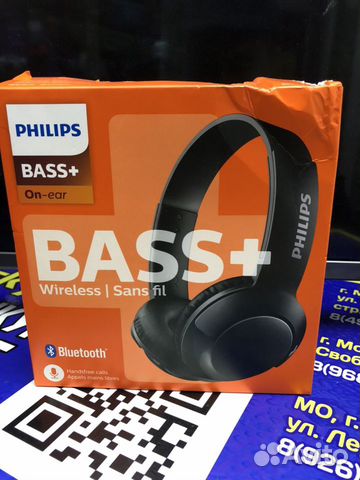 PHILIPS
BASS+
On-ear
PHILIPS
BASS+
Wireless | Sans fil
Bluetooth®
Handsfree calls
Appels mains libres
г. М
ул.
стр.
8(49
г. Мо
Своб
8(968
МО, г.
ул. Ле
8(926)
Avito